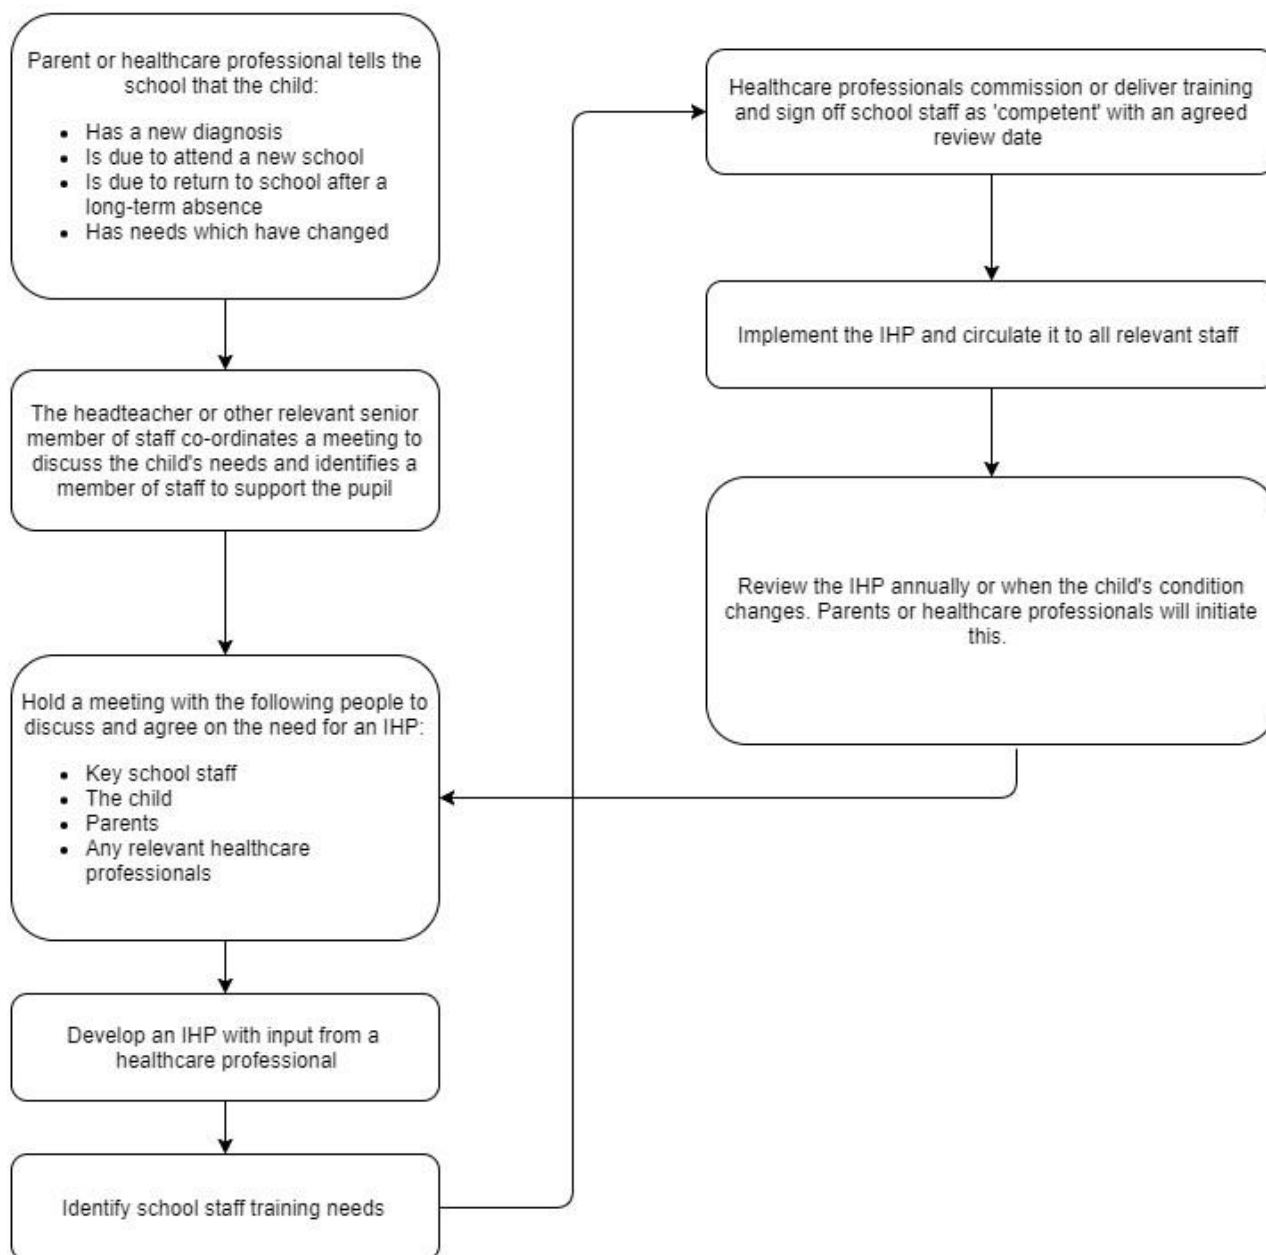 Parent or healthcare professional tells the
school that the child:
• Has a new diagnosis
• Is due to attend a new school
• Is due to return to school after a
long-term absence
• Has needs which have changed
The headteacher or other relevant senior
member of staff co-ordinates a meeting to
discuss the child's needs and identifies a
member of staff to support the pupil
Hold a meeting with the following people to
discuss and agree on the need for an IHP:
• Key school staff
• The child
• Parents
• Any relevant healthcare
professionals
Develop an IHP with input from a
healthcare professional
Identify school staff training needs
Healthcare professionals commission or deliver training
and sign off school staff as 'competent' with an agreed
review date
Implement the IHP and circulate it to all relevant staff
Review the IHP annually or when the child's condition
changes. Parents or healthcare professionals will initiate
this.